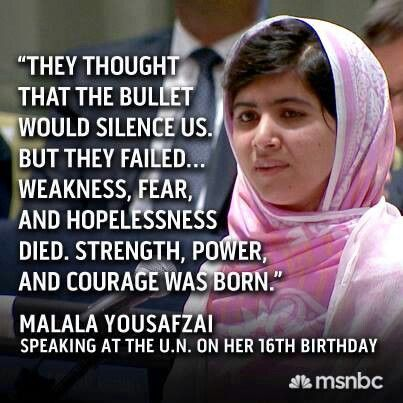 “THEY THOUGHT
THAT THE BULLET
WOULD SILENCE US.
BUT THEY FAILED...
WEAKNESS, FEAR,
AND HOPELESSNESS
DIED. STRENGTH, POWER,
AND COURAGE WAS BORN.”
MALALA YOUSAFZAI
SPEAKING AT THE U.N. ON HER 16TH BIRTHDAY
msnbc